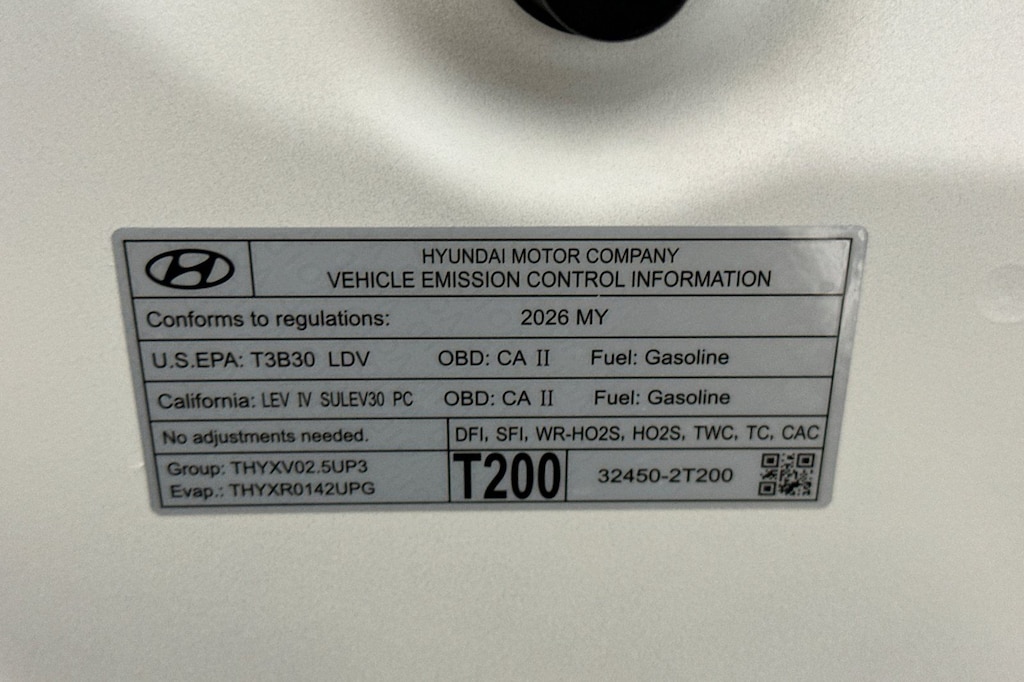 HYUNDAI MOTOR COMPANY
VEHICLE EMISSION CONTROL INFORMATION
Conforms to regulations: 2026 MY
U.S.EPA: T3B30 LDV OBD: CA II Fuel: Gasoline
California: LEV IV SULEV30 PC OBD: CA II Fuel: Gasoline
No adjustments needed. DFI, SFI, WR-HO2S, HO2S, TWC, TC, CAC
Group: THYXV02.5UP3
Evap.: THYXR0142UPG
T200 32450-2T200